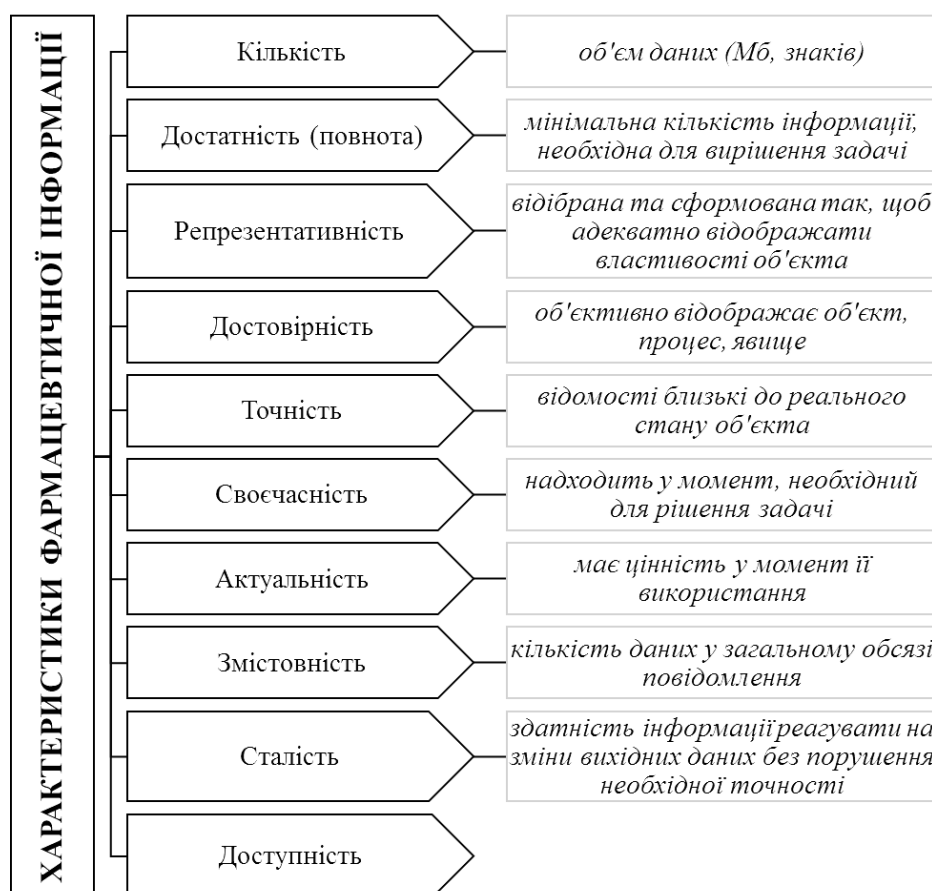 ХАРАКТЕРИСТИКИ ФАРМАЦЕВТИЧНОЇ ІНФОРМАЦІЇ
Кількість
об'єм даних (Мб, знаків)
Достатність (повнота)
мінімальна кількість інформації,
необхідна для вирішення задачі
Репрезентативність
відібрана та сформована так, щоб
адекватно відображати
властивості об'єкта
Достовірність
об'єктивно відображає об'єкт,
процес, явище
Точність
відомості близькі до реального
стану об'єкта
Своєчасність
надходить у момент, необхідний
для рішення задачі
Актуальність
має цінність у момент її
використання
Змістовність
кількість даних у загальному обсязі
повідомлення
Сталість
здатність інформації реагувати на
зміни вихідних даних без порушення
необхідної точності
Доступність